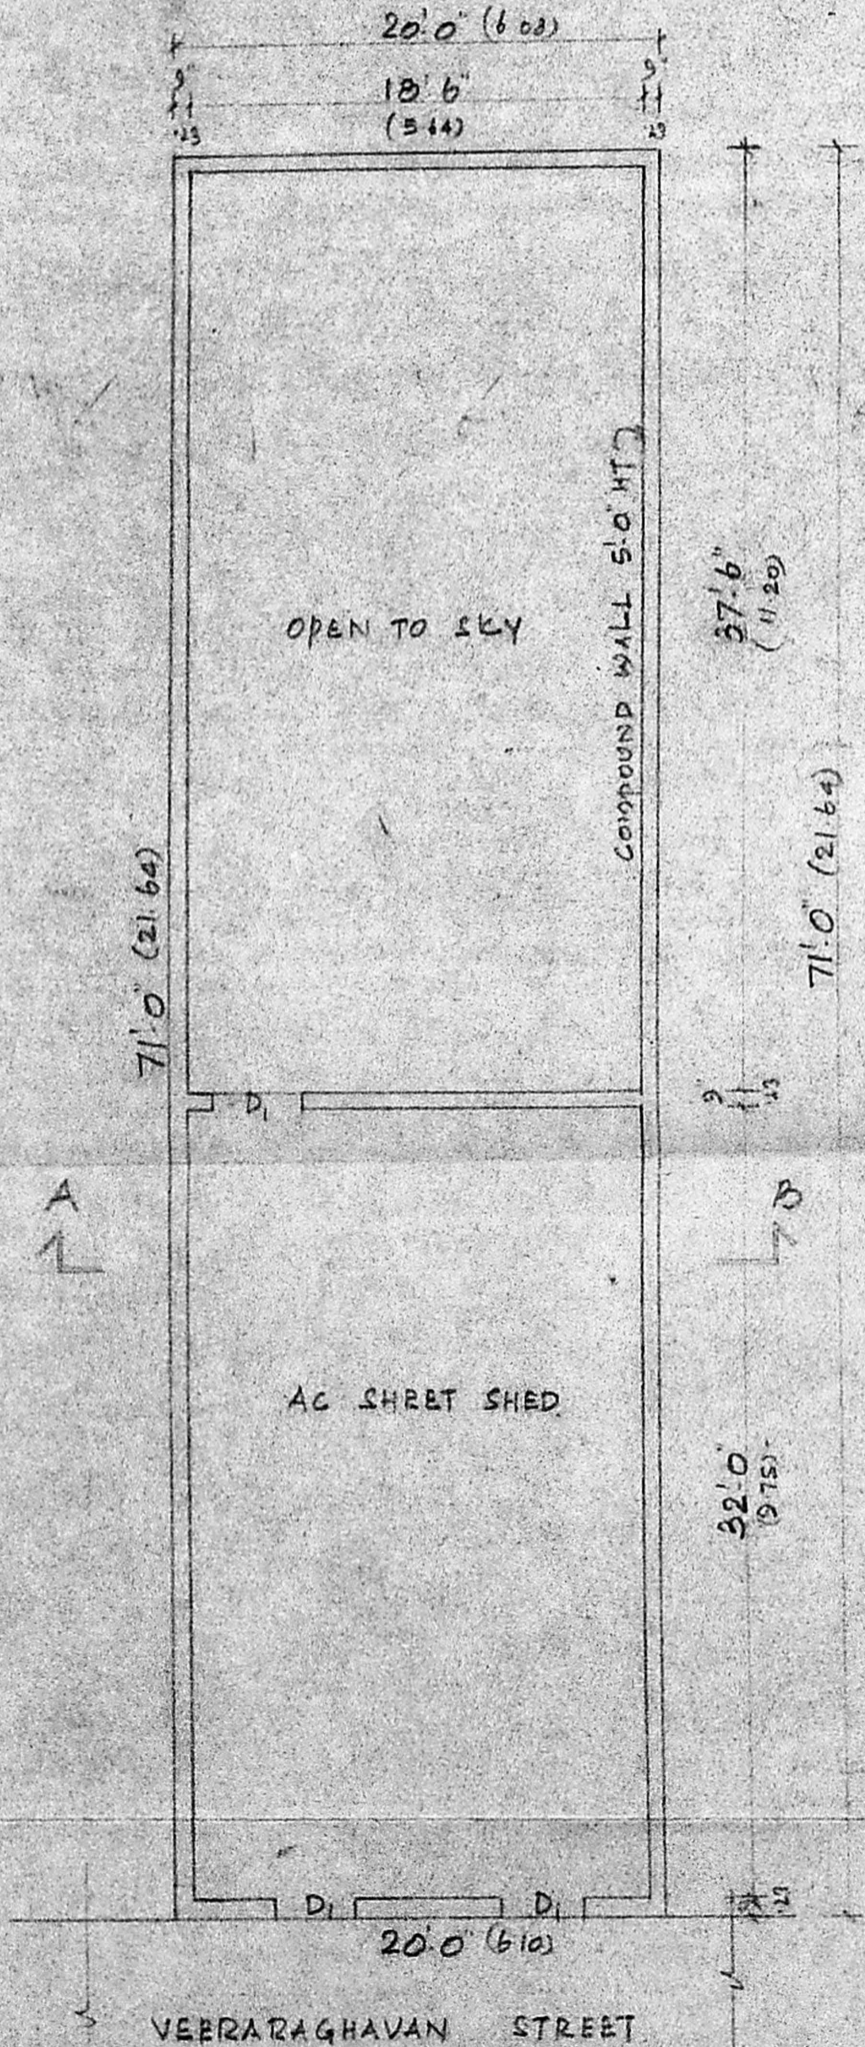 20'.0" (6 08)
9" 18'.6" 9"
.23 (5 64) .23
OPEN TO SKY
COMPOUND WALL 5'.0" HT
37'.6"
(11.20)
71'.0" (21.64)
71'.0" (21.64)
D1
9"
.23
A
B
AC SHEET SHED
32'.0"
(9.75)
D1 D1
9"
.23
20'.0" (6 10)
VEERARAGHAVAN STREET